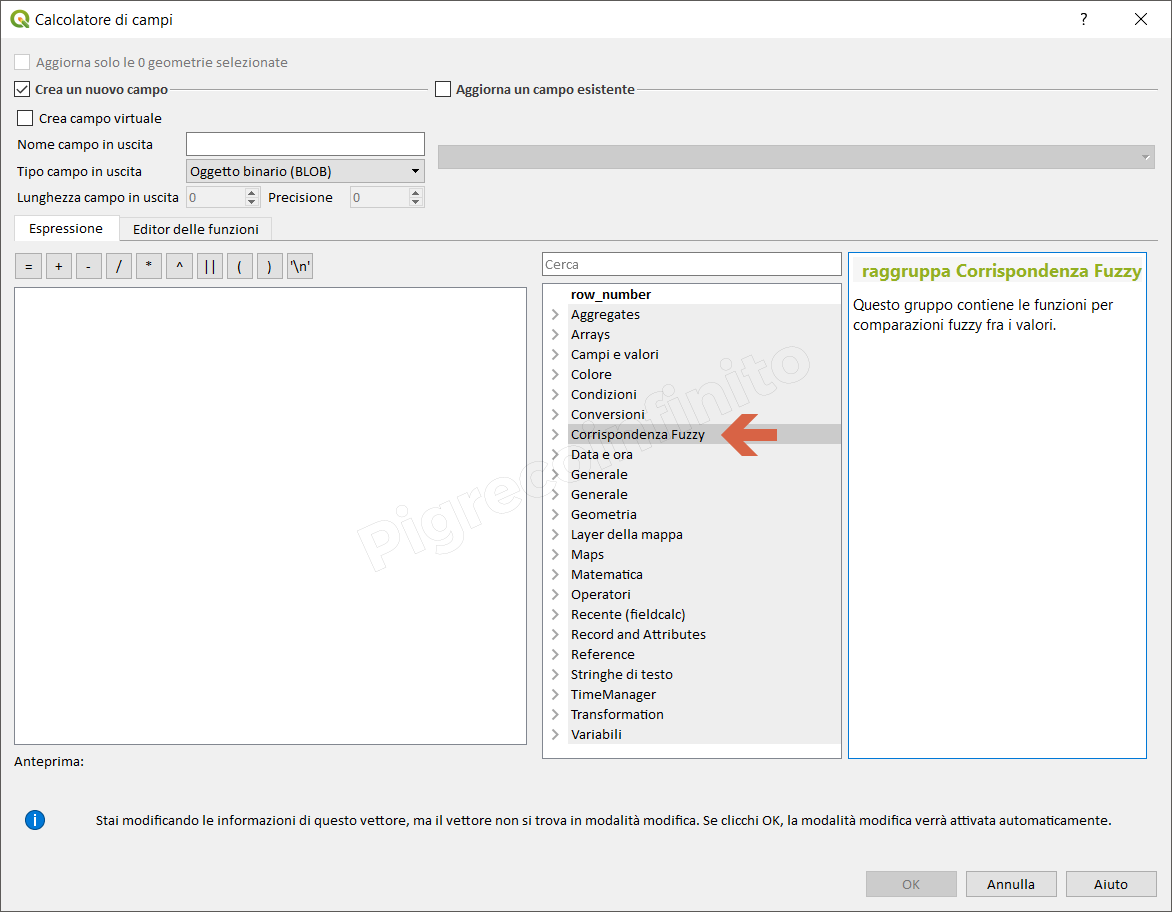 Calcolatore di campi
?
Aggiorna solo le 0 geometrie selezionate
Crea un nuovo campo
Aggiorna un campo esistente
Crea campo virtuale
Nome campo in uscita
Tipo campo in uscita Oggetto binario (BLOB)
Lunghezza campo in uscita 0 Precisione 0
Espressione Editor delle funzioni
= + - / * ^ || ( ) '\n'
Cerca
row_number
Aggregates
Arrays
Campi e valori
Colore
Condizioni
Conversioni
Corrispondenza Fuzzy
Data e ora
Generale
Generale
Geometria
Layer della mappa
Maps
Matematica
Operatori
Recente (fieldcalc)
Record and Attributes
Reference
Stringhe di testo
TimeManager
Transformation
Variabili
raggruppa Corrispondenza Fuzzy
Questo gruppo contiene le funzioni per
comparazioni fuzzy fra i valori.
Pigrecoinfinito
Anteprima:
Stai modificando le informazioni di questo vettore, ma il vettore non si trova in modalità modifica. Se clicchi OK, la modalità modifica verrà attivata automaticamente.
OK Annulla Aiuto